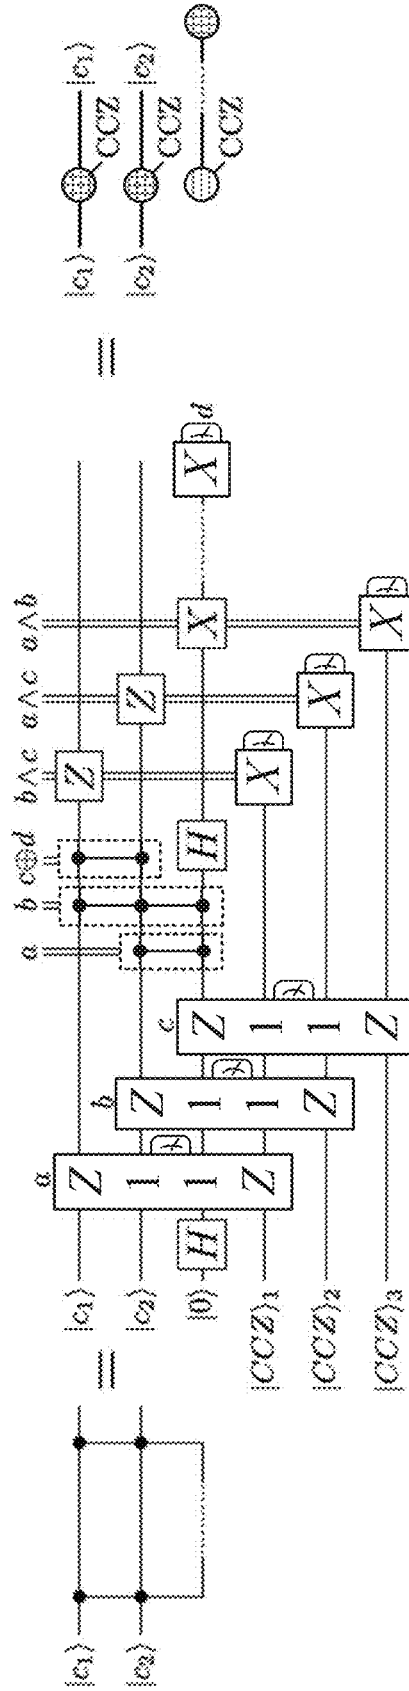 |c₁⟩
|c₂⟩
=
|c₁⟩
|c₂⟩
|0⟩
|CCZ⟩₁
|CCZ⟩₂
|CCZ⟩₃
H
a
Z
1
1
Z
b
Z
1
1
Z
c
Z
1
1
Z
a
b
c⊕d
H
b∧c
Z
X
a∧c
Z
X
a∧b
X
X
X
d
=
|c₁⟩
CCZ
|c₁⟩
|c₂⟩
CCZ
|c₂⟩
CCZ